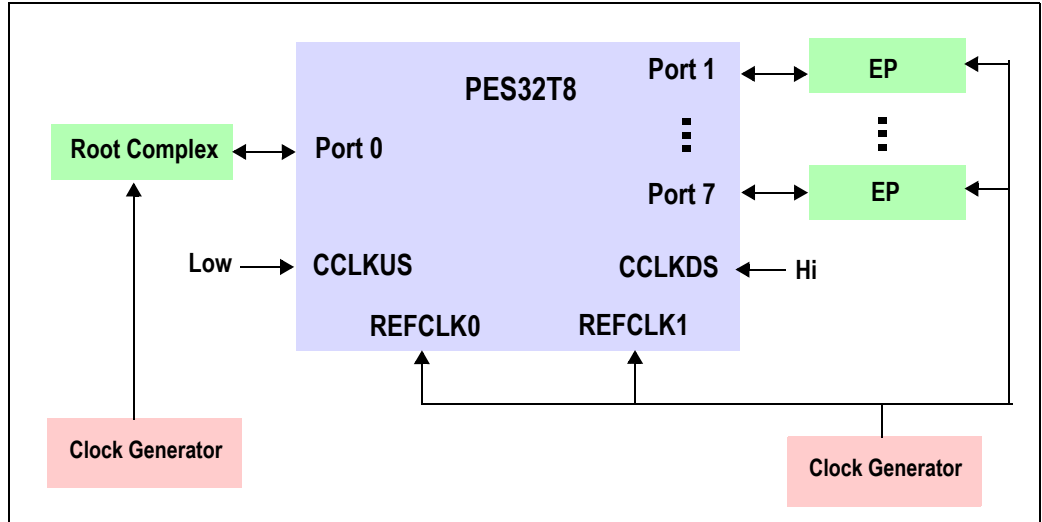 Port 1
EP
PES32T8
Root Complex
Port 0
Port 7
EP
Low
CCLKUS
CCLKDS
Hi
REFCLK0
REFCLK1
Clock Generator
Clock Generator